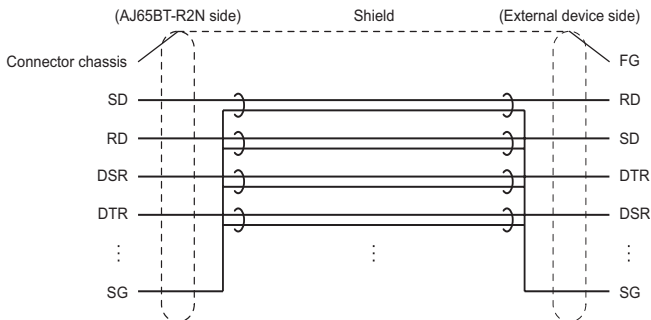 (AJ65BT-R2N side) Shield (External device side)
Connector chassis FG
SD RD
RD SD
DSR DTR
DTR DSR
⋮ ⋮ ⋮
SG SG